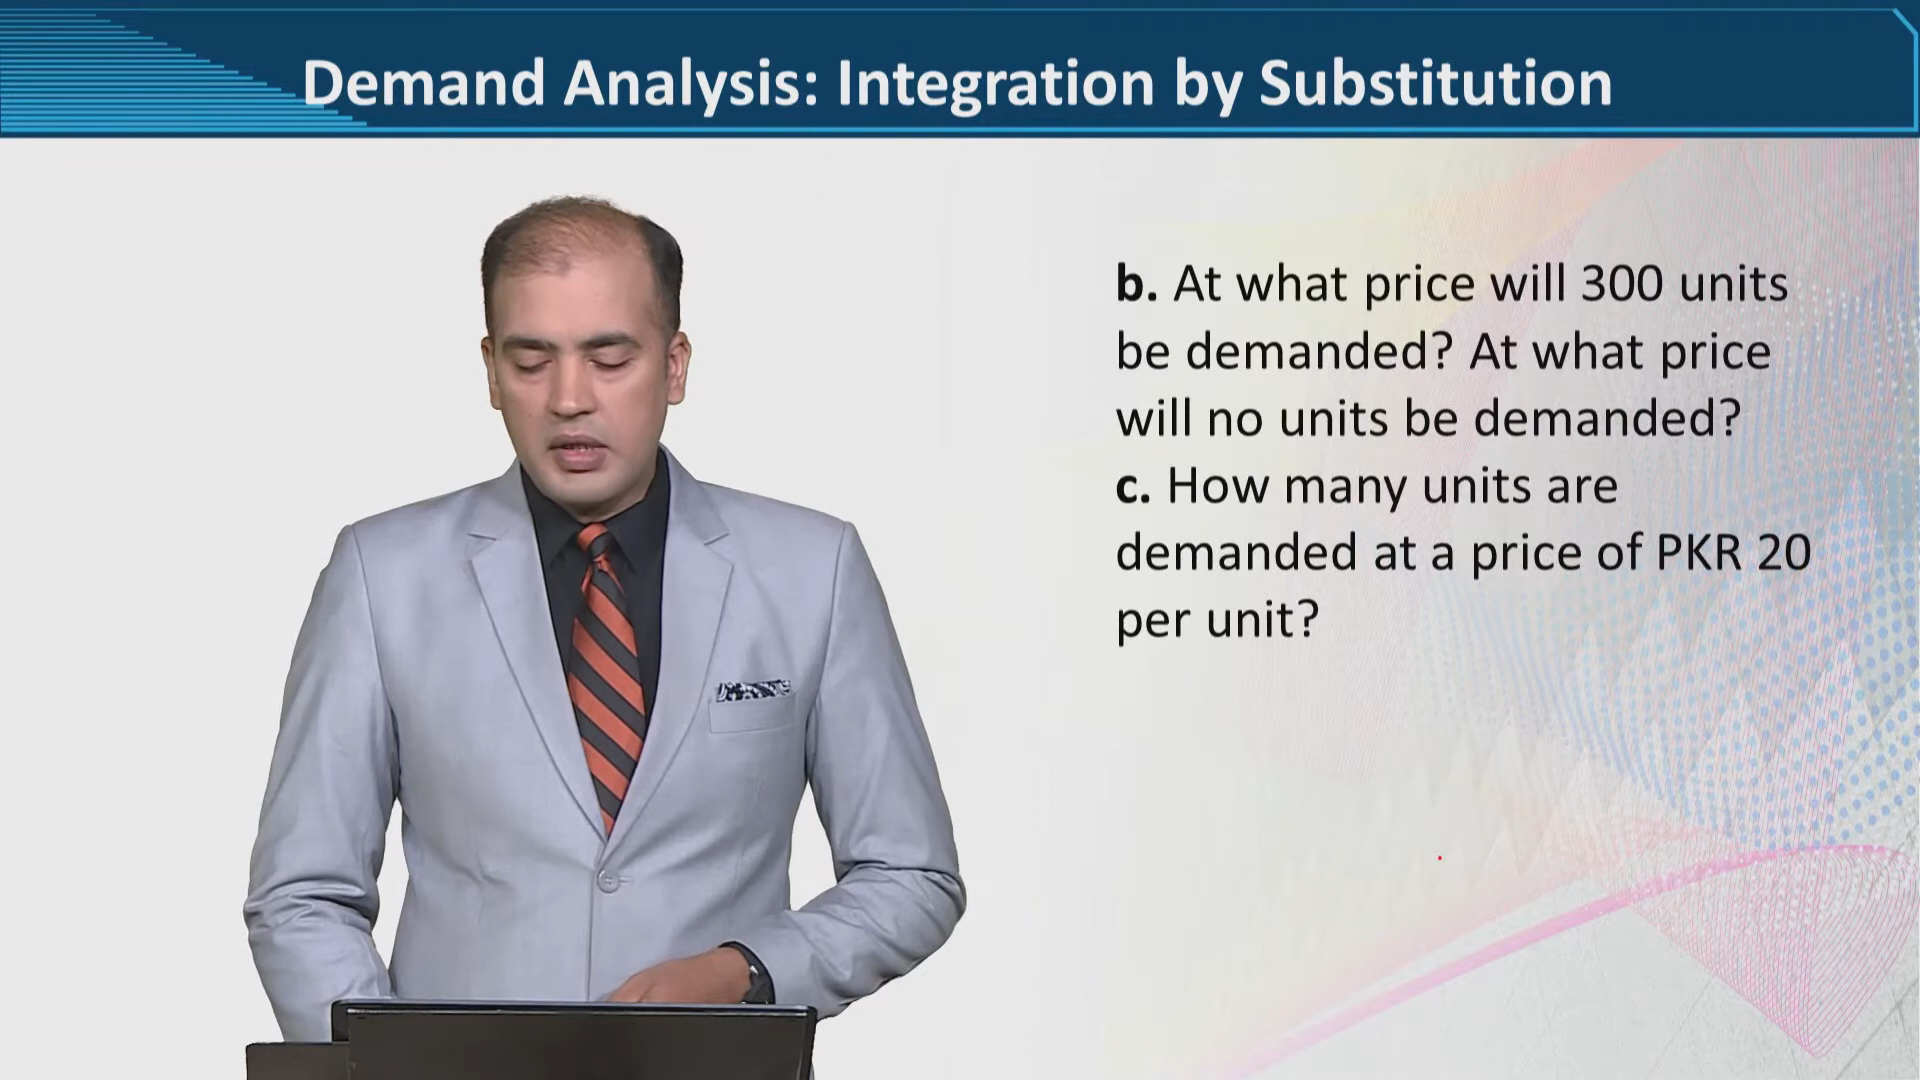 Demand Analysis: Integration by Substitution
b. At what price will 300 units
be demanded? At what price
will no units be demanded?
c. How many units are
demanded at a price of PKR 20
per unit?